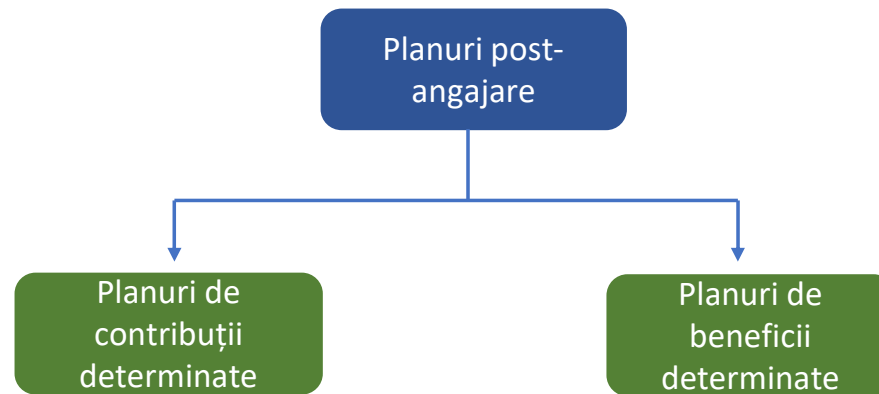 Planuri post-
angajare
Planuri de
contribuții
determinate
Planuri de
beneficii
determinate